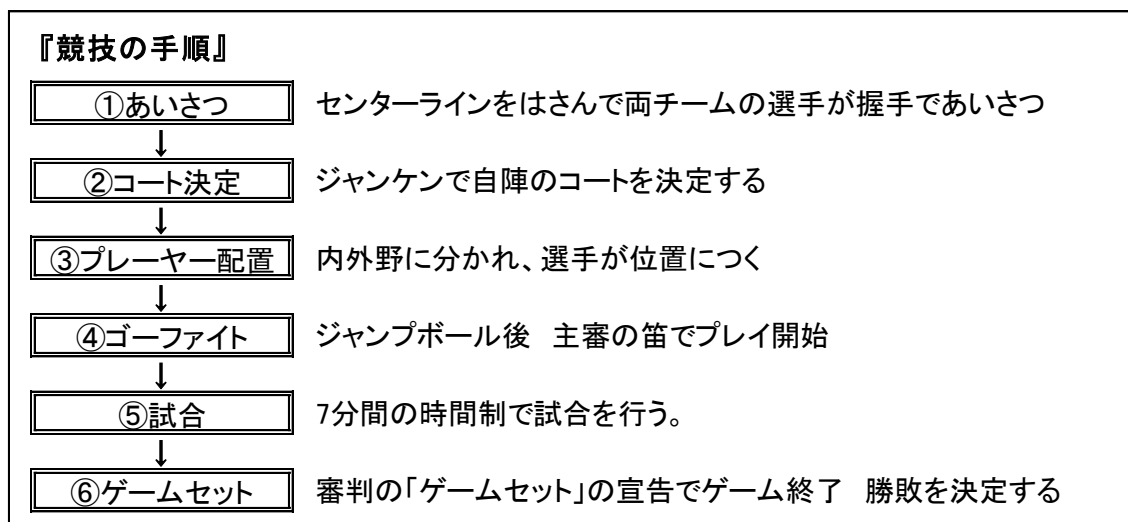 『競技の手順』
①あいさつ センターラインをはさんで両チームの選手が握手であいさつ
↓
②コート決定 ジャンケンで自陣のコートを決定する
↓
③プレーヤー配置 内外野に分かれ、選手が位置につく
↓
④ゴーファイト ジャンプボール後 主審の笛でプレイ開始
↓
⑤試合 7分間の時間制で試合を行う。
↓
⑥ゲームセット 審判の「ゲームセット」の宣告でゲーム終了 勝敗を決定する